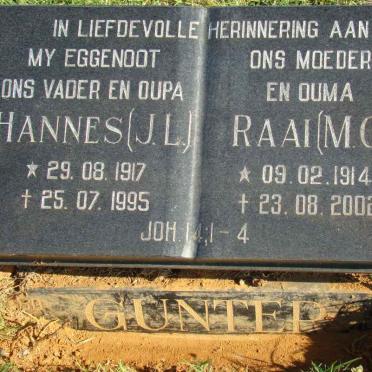 IN LIEFDEVOLLE HERINNERING AAN
MY EGGENOOT
ONS VADER EN OUPA
HANNES (J.L.)
* 29.08.1917
† 25.07.1995
ONS MOEDER
EN OUMA
RAAI (M.C
* 09.02.1914
† 23.08.2002
JOH. 14;1-4
GUNTER